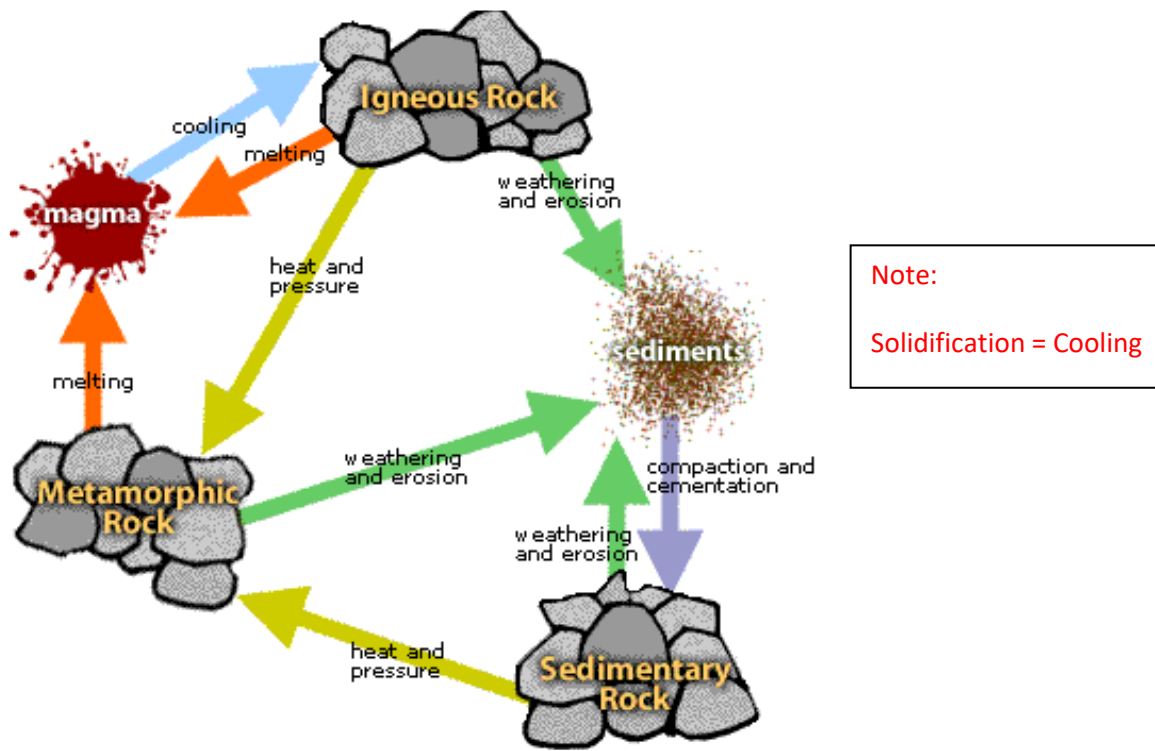 Igneous Rock
cooling
melting
weathering
and erosion
magma
heat and
pressure
Note:
Solidification = Cooling
sediments
melting
weathering
and erosion
compaction and
cementation
Metamorphic
Rock
weathering
and erosion
heat and
pressure
Sedimentary
Rock